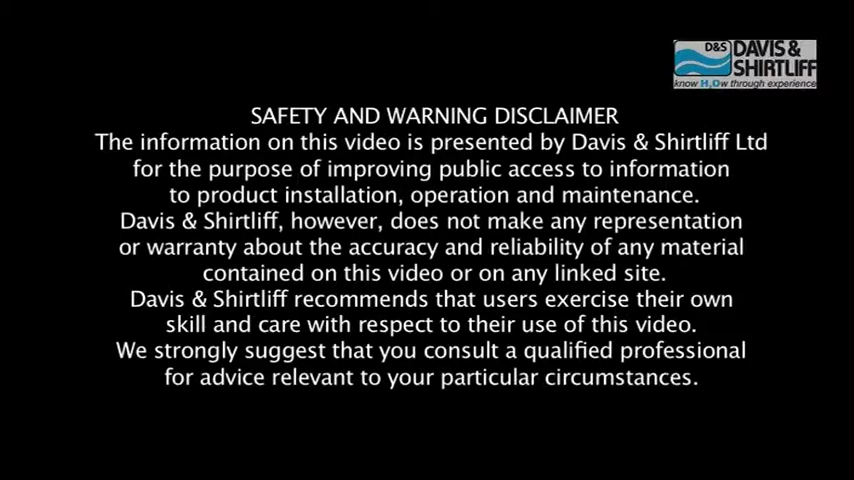 D&S DAVIS &
SHIRTLIFF
know H₂Ow through experience
SAFETY AND WARNING DISCLAIMER
The information on this video is presented by Davis & Shirtliff Ltd
for the purpose of improving public access to information
to product installation, operation and maintenance.
Davis & Shirtliff, however, does not make any representation
or warranty about the accuracy and reliability of any material
contained on this video or on any linked site.
Davis & Shirtliff recommends that users exercise their own
skill and care with respect to their use of this video.
We strongly suggest that you consult a qualified professional
for advice relevant to your particular circumstances.